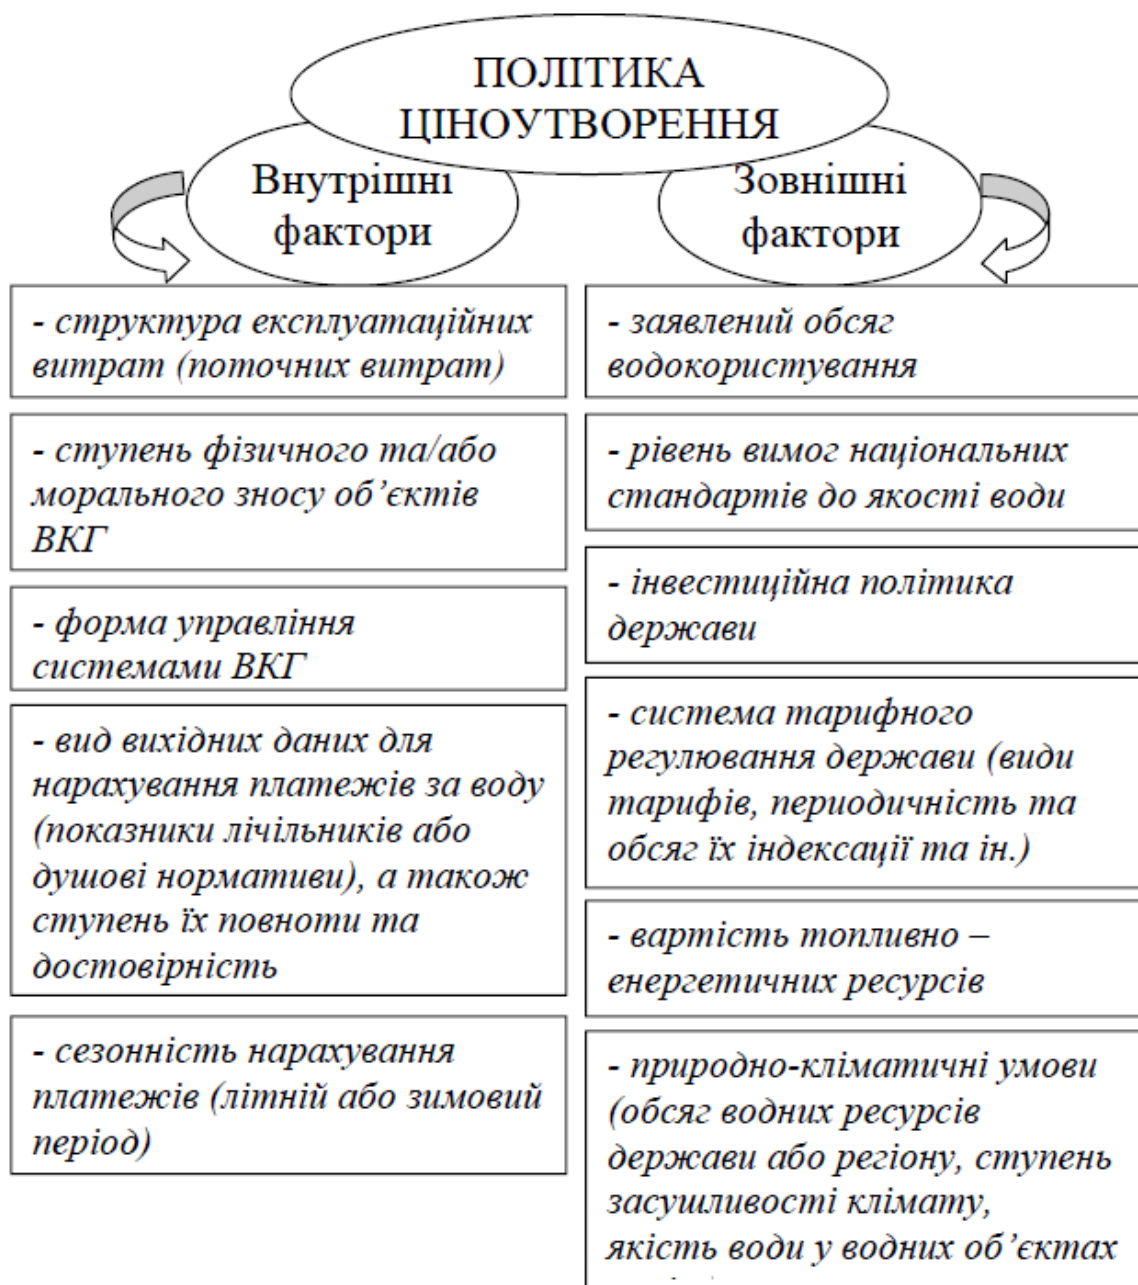 ПОЛІТИКА
ЦІНОУТВОРЕННЯ
Внутрішні
фактори
- структура експлуатаційних
витрат (поточних витрат)
- ступень фізичного та/або
морального зносу об’єктів
ВКГ
- форма управління
системами ВКГ
- вид вихідних даних для
нарахування платежів за воду
(показники лічільників або
душові нормативи), а також
ступень їх повноти та
достовірність
- сезонність нарахування
платежів (літній або зимовий
період)
Зовнішні
фактори
- заявлений обсяг
водокористування
- рівень вимог національних
стандартів до якості води
- інвестиційна політика
держави
- система тарифного
регулювання держави (види
тарифів, периодичність та
обсяг їх індексації та ін.)
- вартість топливно –
енергетичних ресурсів
- природно-кліматичні умови
(обсяг водних ресурсів
держави або регіону, ступень
засушливості клімату,
якість води у водних об’єктах